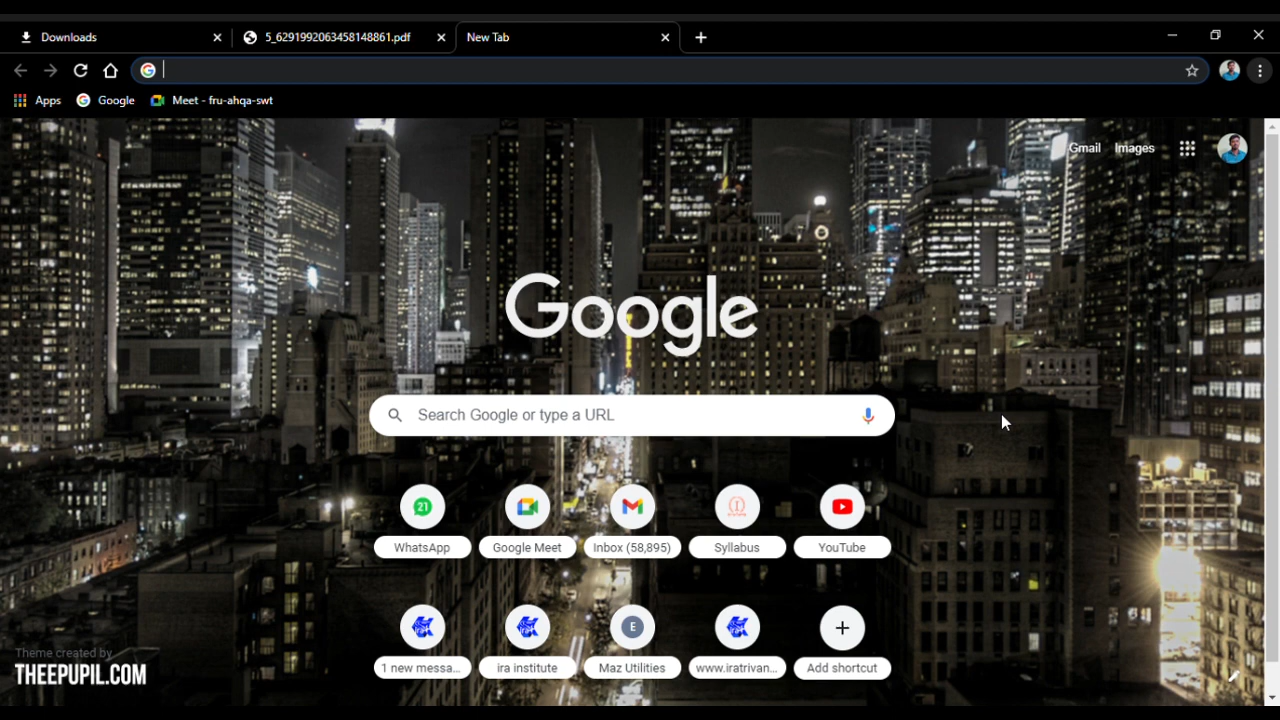 Downloads
5_6291992063458148861.pdf
New Tab
Apps
Google
Meet - fru-ahqa-swt
Gmail
Images
Google
Search Google or type a URL
21
WhatsApp
Google Meet
Inbox (58,895)
Syllabus
YouTube
E
1 new messa...
ira institute
Maz Utilities
www.iratrivan...
Add shortcut
Theme created by
THEEPUPIL.COM